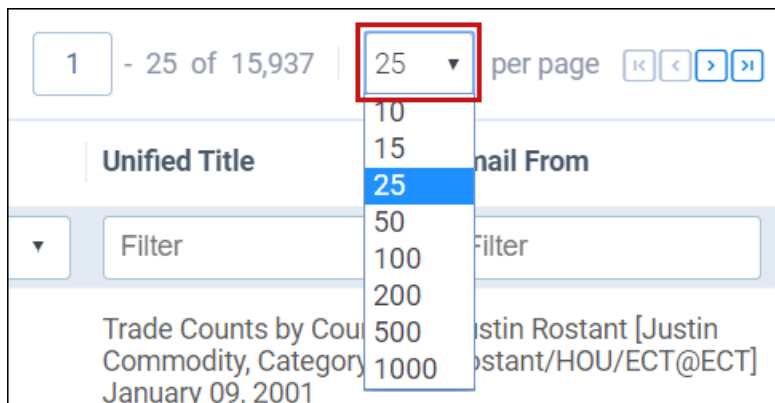 1 - 25 of 15,937 25 per page
10
Unified Title 15 mail From
25
50
Filter Filter
100
200
Trade Counts by Cou 500 stin Rostant [Justin
Commodity, Category 1000 ostant/HOU/ECT@ECT]
January 09, 2001